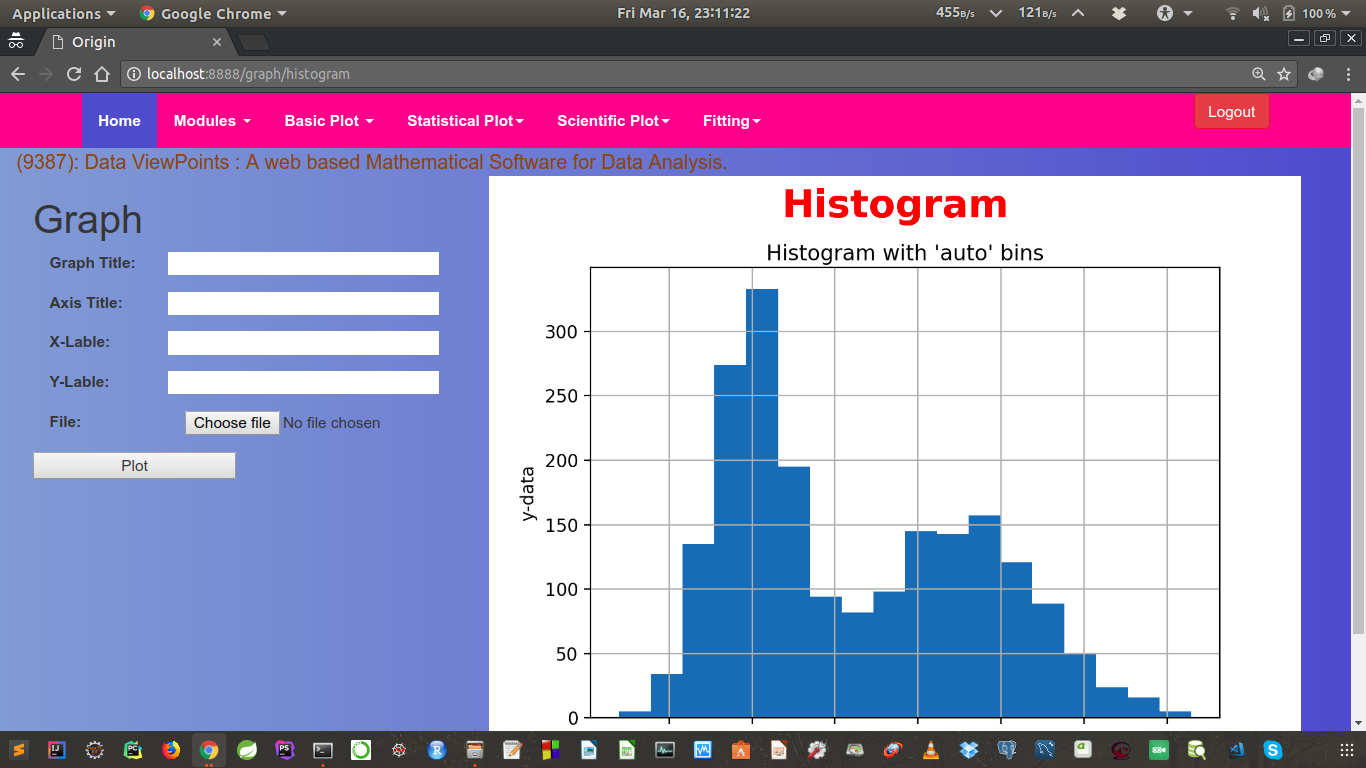 Applications Google Chrome Fri Mar 16, 23:11:22 455B/s 121B/s 100 %
Origin
localhost:8888/graph/histogram
Home Modules Basic Plot Statistical Plot Scientific Plot Fitting Logout
(9387): Data ViewPoints : A web based Mathematical Software for Data Analysis.
Graph
Graph Title:
Axis Title:
X-Lable:
Y-Lable:
File: Choose file No file chosen
Plot
Histogram
Histogram with 'auto' bins
300
250
200
150
100
50
0
y-data